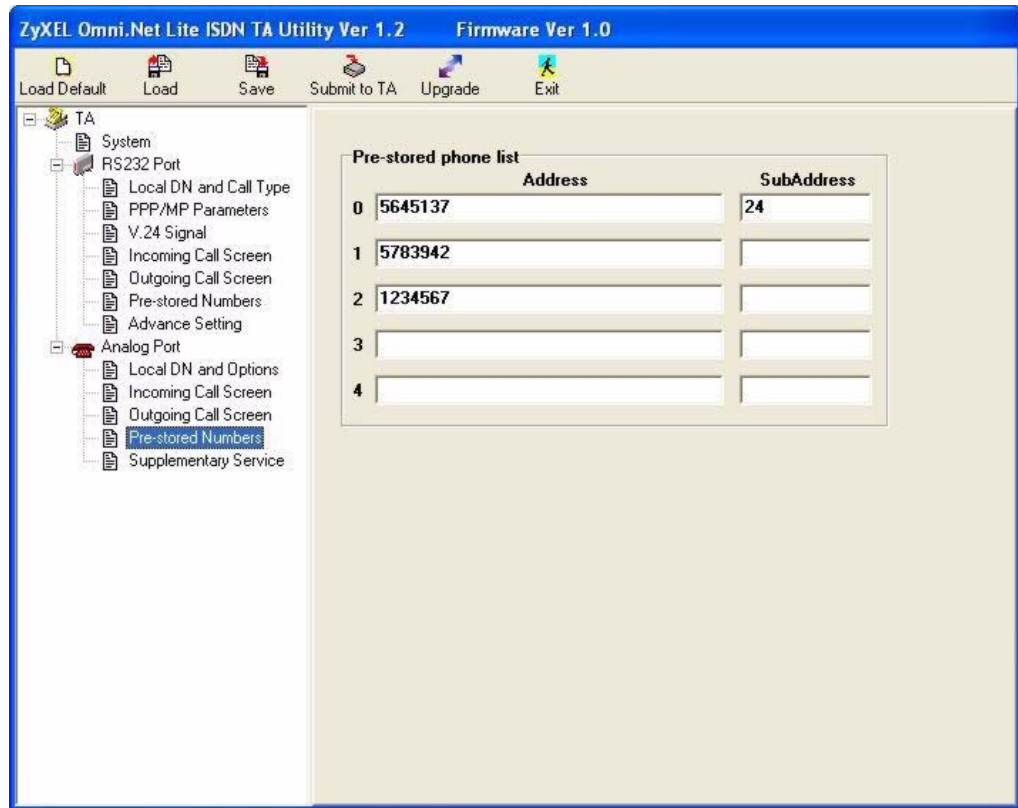 ZyXEL Omni.Net Lite ISDN TA Utility Ver 1.2 Firmware Ver 1.0
Load Default Load Save Submit to TA Upgrade Exit
TA
System
RS232 Port
Local DN and Call Type
PPP/MP Parameters
V.24 Signal
Incoming Call Screen
Outgoing Call Screen
Pre-stored Numbers
Advance Setting
Analog Port
Local DN and Options
Incoming Call Screen
Outgoing Call Screen
Pre-stored Numbers
Supplementary Service
Pre-stored phone list
Address SubAddress
0 5645137 24
1 5783942
2 1234567
3
4